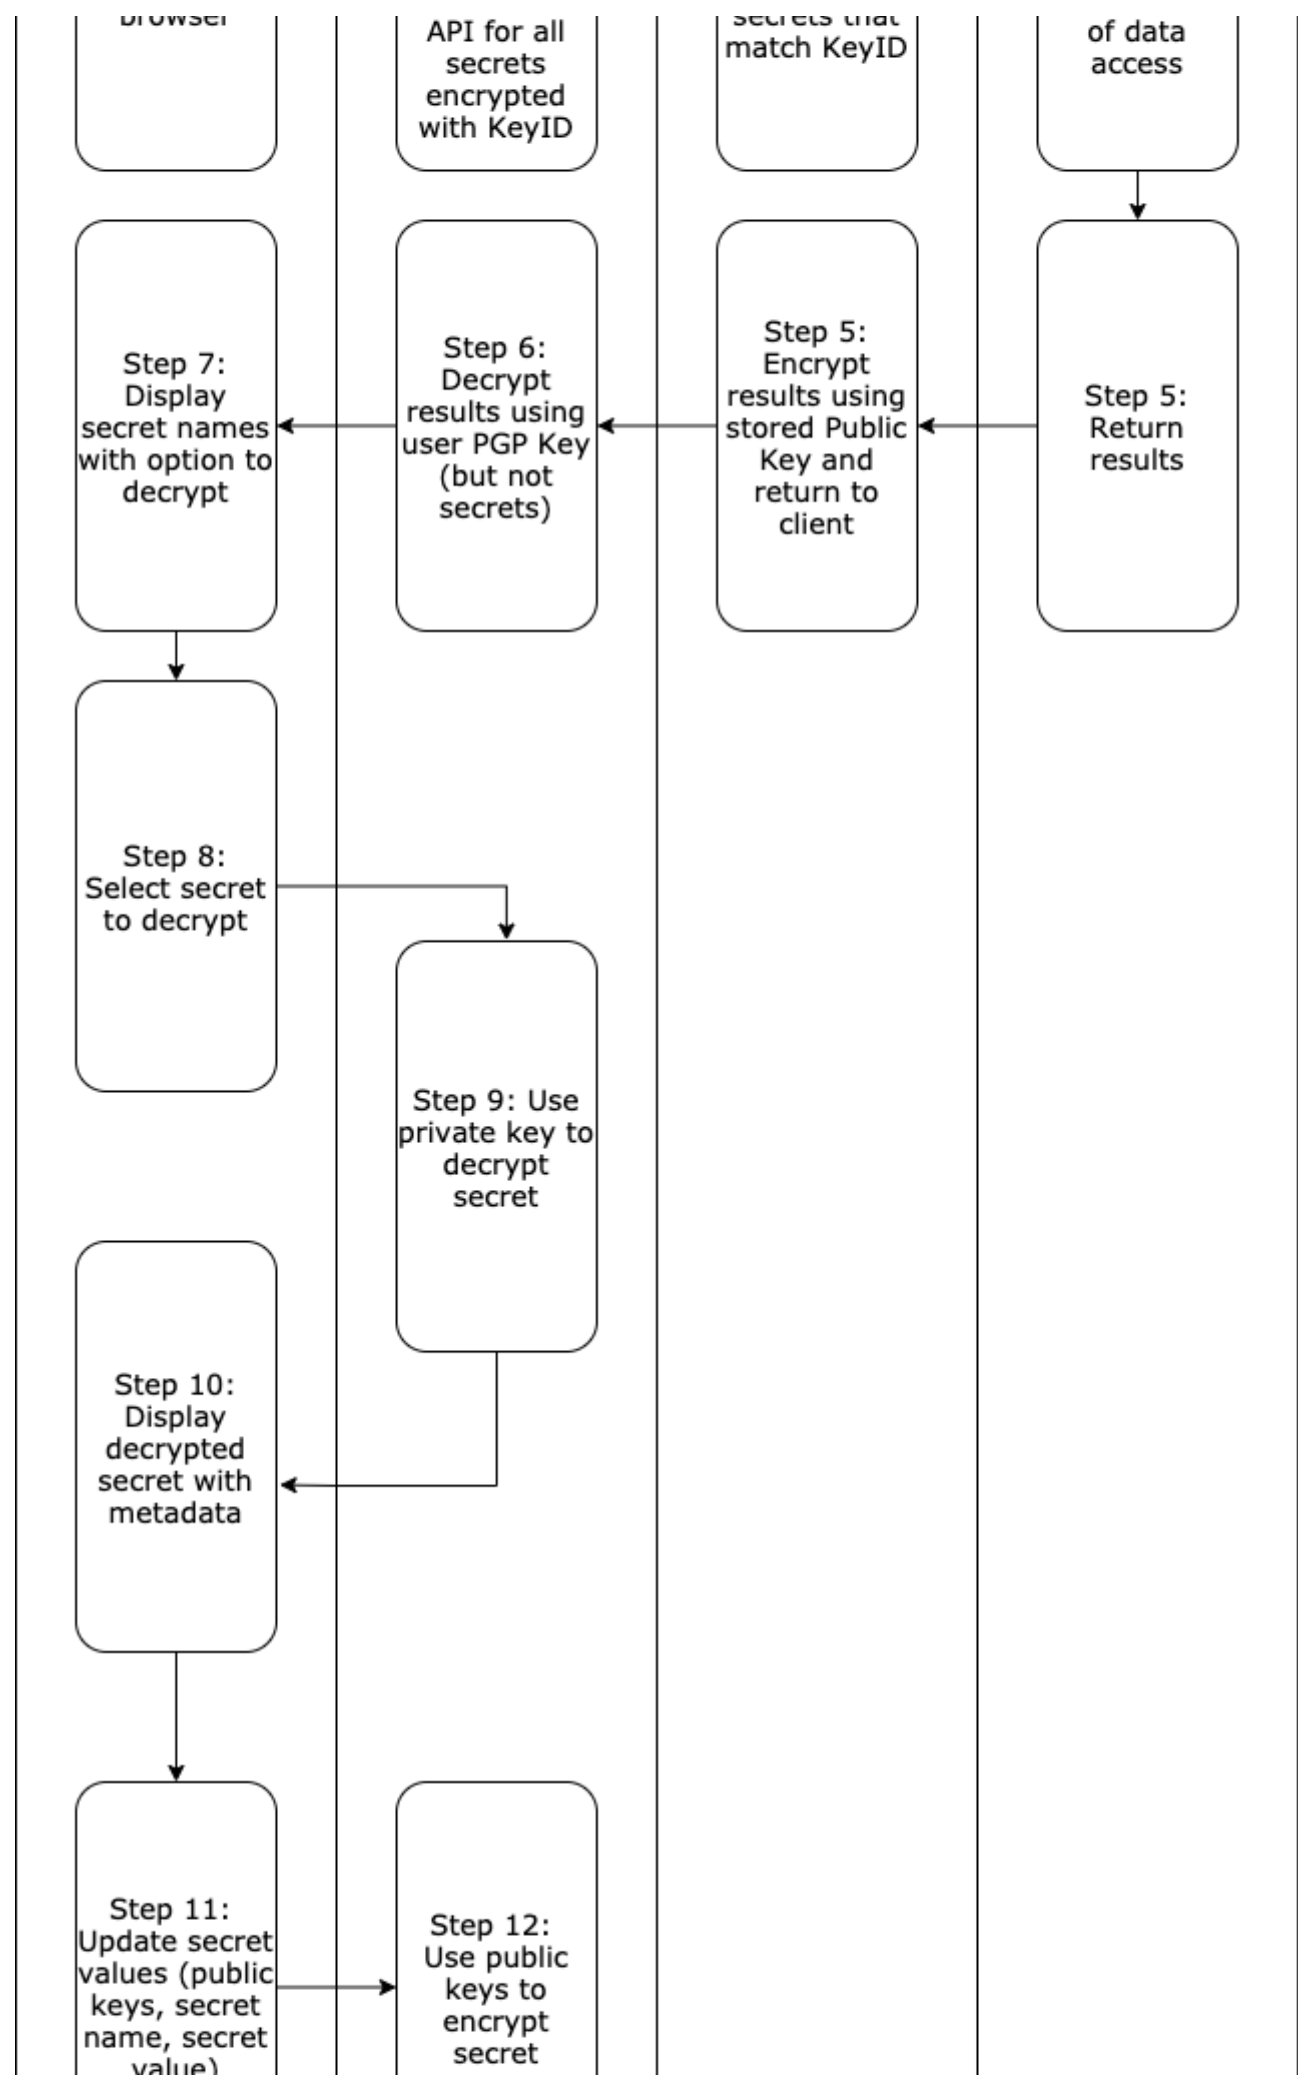 browser
API for all
secrets
encrypted
with KeyID
secrets that
match KeyID
of data
access
Step 7:
Display
secret names
with option to
decrypt
Step 6:
Decrypt
results using
user PGP Key
(but not
secrets)
Step 5:
Encrypt
results using
stored Public
Key and
return to
client
Step 5:
Return
results
Step 8:
Select secret
to decrypt
Step 9: Use
private key to
decrypt
secret
Step 10:
Display
decrypted
secret with
metadata
Step 11:
Update secret
values (public
keys, secret
name, secret
value)
Step 12:
Use public
keys to
encrypt
secret